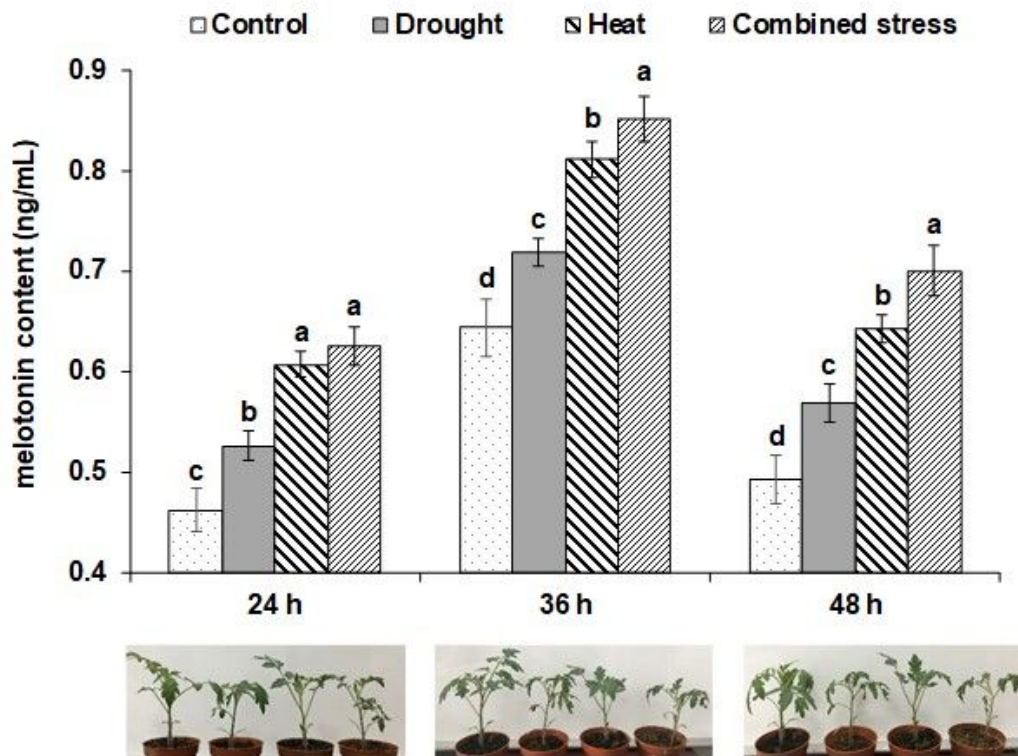 Control Drought Heat Combined stress
melotonin content (ng/mL)
0.9
0.8
0.7
0.6
0.5
0.4
c b a a
d c b a
d c b a
24 h 36 h 48 h